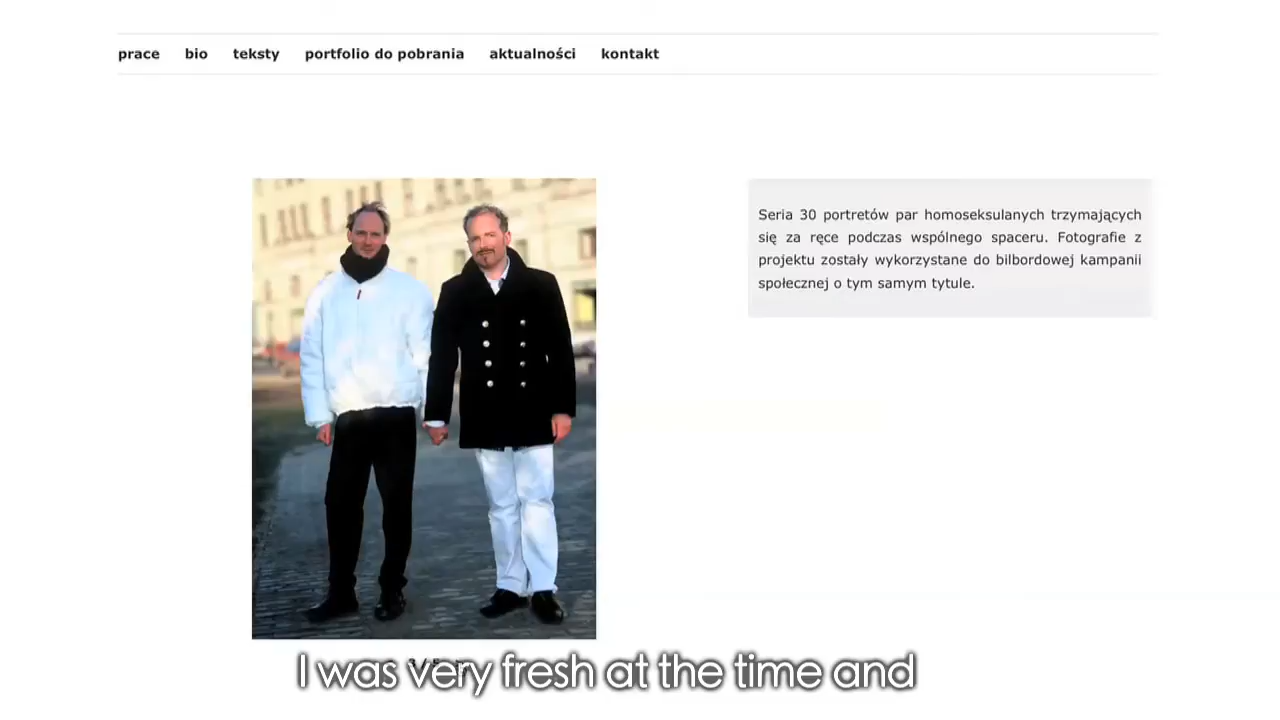 prace bio teksty portfolio do pobrania aktualności kontakt
Seria 30 portretów par homoseksulanych trzymających
się za ręce podczas wspólnego spaceru. Fotografie z
projektu zostały wykorzystane do bilbordowej kampanii
społecznej o tym samym tytule.
I was very fresh at the time and